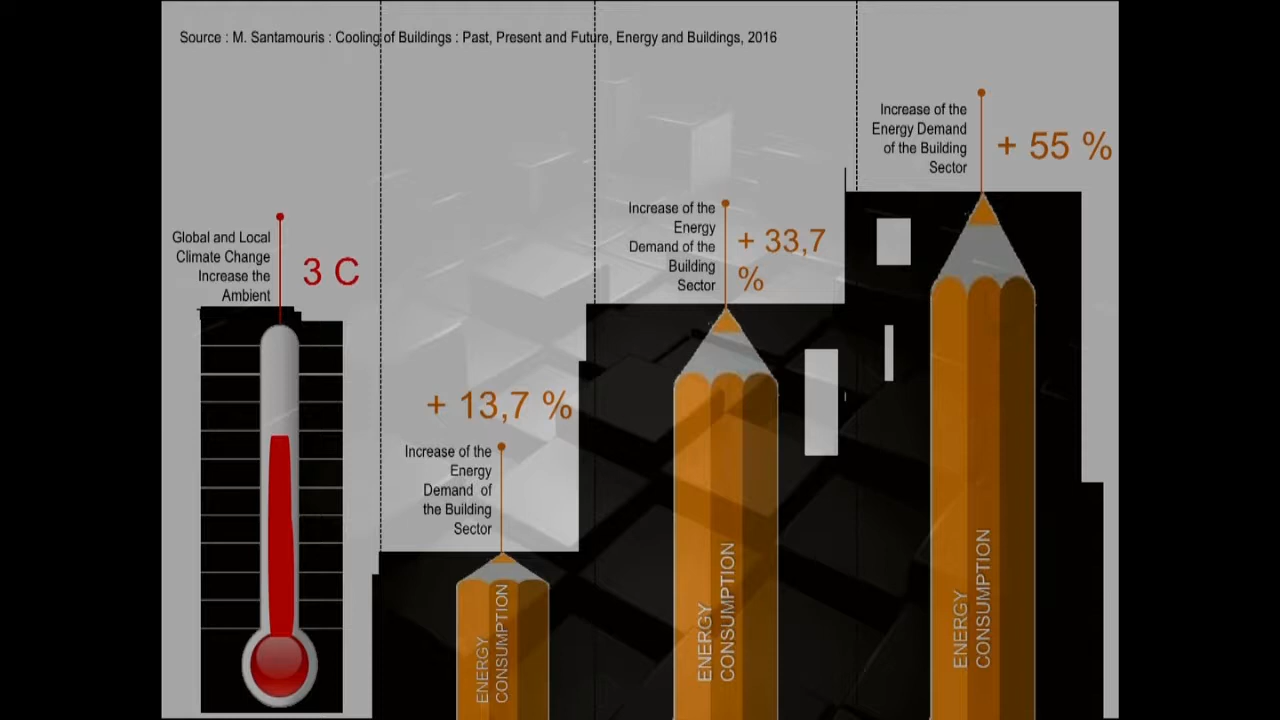 Source : M. Santamouris : Cooling of Buildings : Past, Present and Future, Energy and Buildings, 2016
Global and Local
Climate Change
Increase the
Ambient
3 C
+ 13,7 %
Increase of the
Energy
Demand of
the Building
Sector
ENERGY
CONSUMPTION
Increase of the
Energy
Demand of the
Building
Sector
+ 33,7
%
ENERGY
CONSUMPTION
Increase of the
Energy Demand
of the Building
Sector
+ 55 %
ENERGY
CONSUMPTION